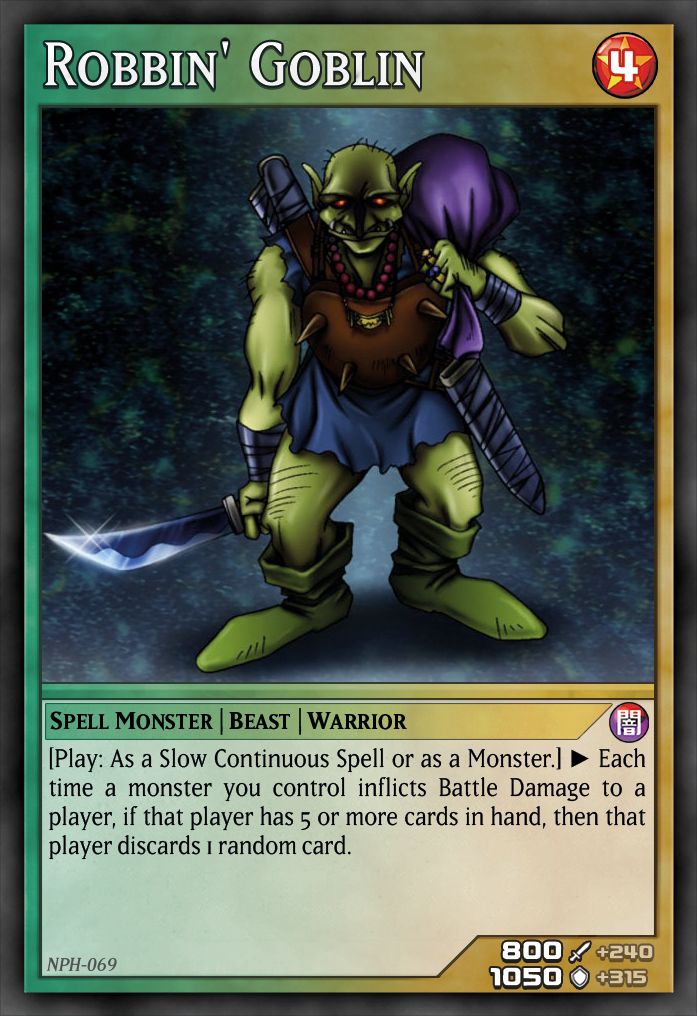 Robbin' Goblin
4
Spell Monster | Beast | Warrior
闇
[Play: As a Slow Continuous Spell or as a Monster.] ► Each
time a monster you control inflicts Battle Damage to a
player, if that player has 5 or more cards in hand, then that
player discards 1 random card.
800 +240
NPH-069
1050 +315